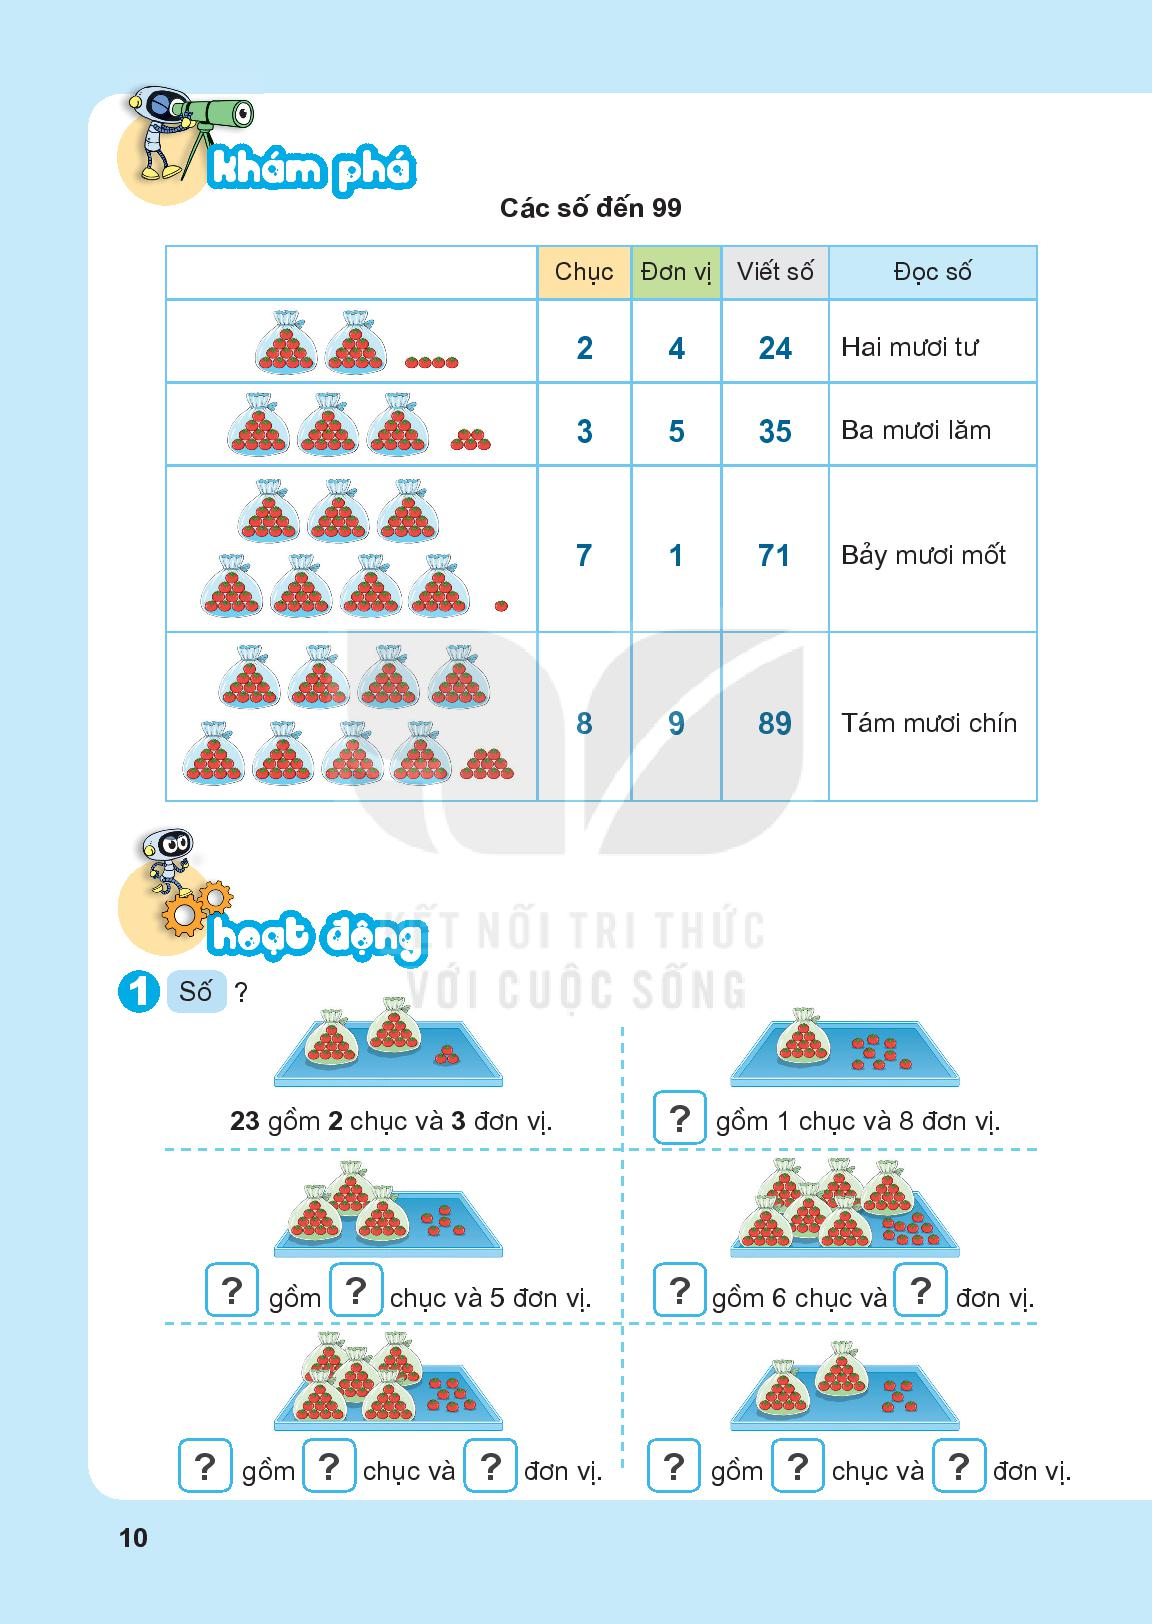 khám phá
Các số đến 99
Chục Đơn vị Viết số Đọc số
2 4 24 Hai mươi tư
3 5 35 Ba mươi lăm
7 1 71 Bảy mươi mốt
8 9 89 Tám mươi chín
hoạt động
KẾT NỐI TRI THỨC
VỚI CUỘC SỐNG
1 Số ?
23 gồm 2 chục và 3 đơn vị.
? gồm 1 chục và 8 đơn vị.
? gồm ? chục và 5 đơn vị.
? gồm 6 chục và ? đơn vị.
? gồm ? chục và ? đơn vị.
? gồm ? chục và ? đơn vị.
10